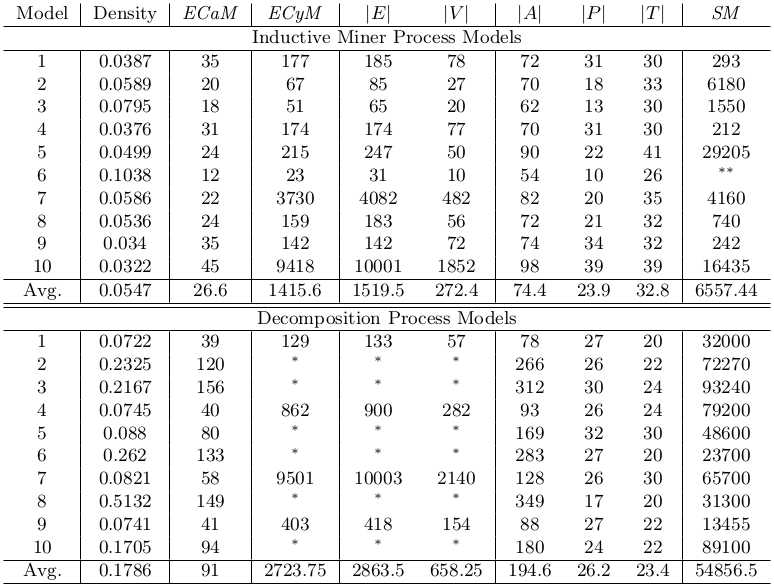 Model Density ECaM ECyM |E| |V| |A| |P| |T| SM
Inductive Miner Process Models
1 0.0387 35 177 185 78 72 31 30 293
2 0.0589 20 67 85 27 70 18 33 6180
3 0.0795 18 51 65 20 62 13 30 1550
4 0.0376 31 174 174 77 70 31 30 212
5 0.0499 24 215 247 50 90 22 41 29205
6 0.1038 12 23 31 10 54 10 26 **
7 0.0586 22 3730 4082 482 82 20 35 4160
8 0.0536 24 159 183 56 72 21 32 740
9 0.034 35 142 142 72 74 34 32 242
10 0.0322 45 9418 10001 1852 98 39 39 16435
Avg. 0.0547 26.6 1415.6 1519.5 272.4 74.4 23.9 32.8 6557.44
Decomposition Process Models
1 0.0722 39 129 133 57 78 27 20 32000
2 0.2325 120 * * * 266 26 22 72270
3 0.2167 156 * * * 312 30 24 93240
4 0.0745 40 862 900 282 93 26 24 79200
5 0.088 80 * * * 169 32 30 48600
6 0.262 133 * * * 283 27 20 23700
7 0.0821 58 9501 10003 2140 128 26 30 65700
8 0.5132 149 * * * 349 17 20 31300
9 0.0741 41 403 418 154 88 27 22 13455
10 0.1705 94 * * * 180 24 22 89100
Avg. 0.1786 91 2723.75 2863.5 658.25 194.6 26.2 23.4 54856.5